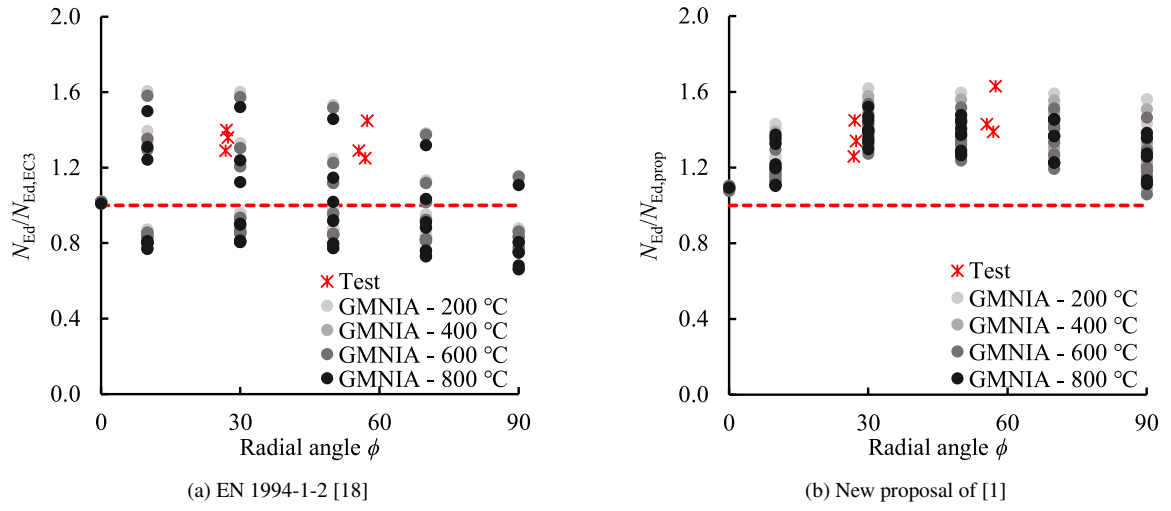 2.0
1.6
1.2
0.8
0.4
0.0
N_Ed/N_Ed,EC3
Test
GMNIA - 200 °C
GMNIA - 400 °C
GMNIA - 600 °C
GMNIA - 800 °C
0 30 60 90
Radial angle ϕ
(a) EN 1994-1-2 [18]
2.0
1.6
1.2
0.8
0.4
0.0
N_Ed/N_Ed,prop
Test
GMNIA - 200 °C
GMNIA - 400 °C
GMNIA - 600 °C
GMNIA - 800 °C
0 30 60 90
Radial angle ϕ
(b) New proposal of [1]